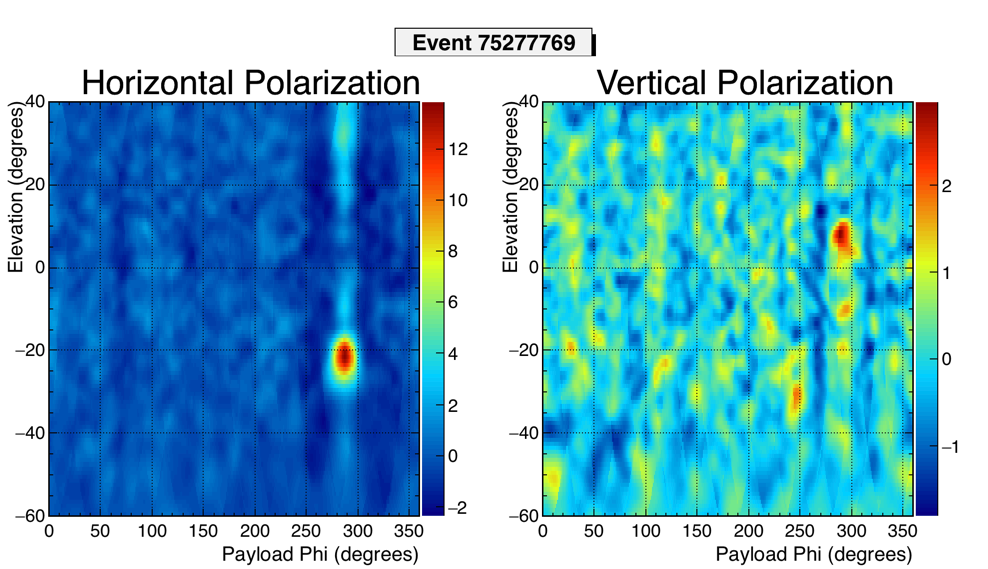 Event 75277769
Horizontal Polarization
Elevation (degrees)
40
20
0
−20
−40
−60
0 50 100 150 200 250 300 350
Payload Phi (degrees)
12
10
8
6
4
2
0
−2
Vertical Polarization
Elevation (degrees)
40
20
0
−20
−40
−60
0 50 100 150 200 250 300 350
Payload Phi (degrees)
2
1
0
−1